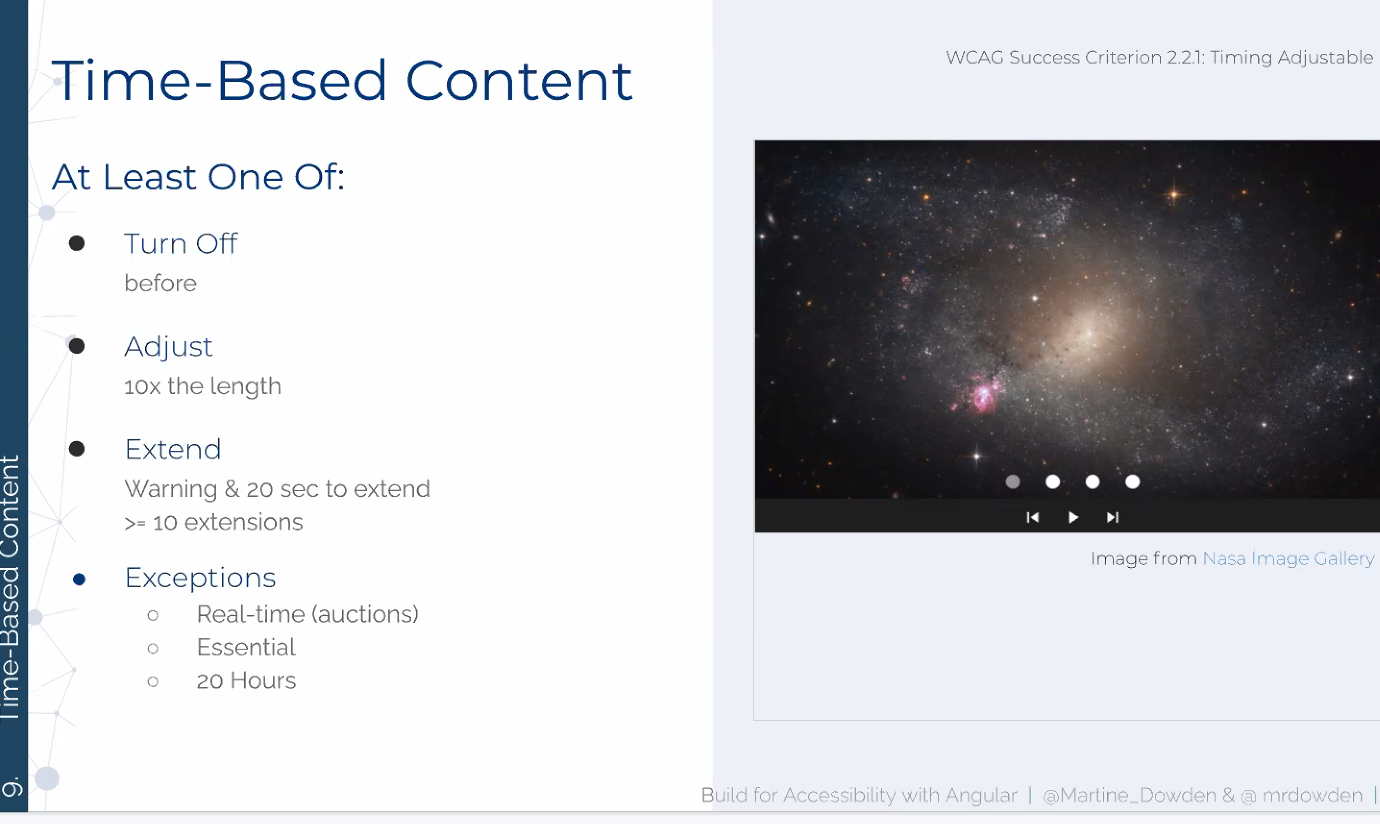 Time-Based Content
WCAG Success Criterion 2.2.1: Timing Adjustable
At Least One Of:
Turn Off
before
Adjust
10x the length
Extend
Warning & 20 sec to extend
>= 10 extensions
Exceptions
Real-time (auctions)
Essential
20 Hours
Image from Nasa Image Gallery
9. Time-Based Content
Build for Accessibility with Angular | @Martine_Dowden & @ mrdowden |